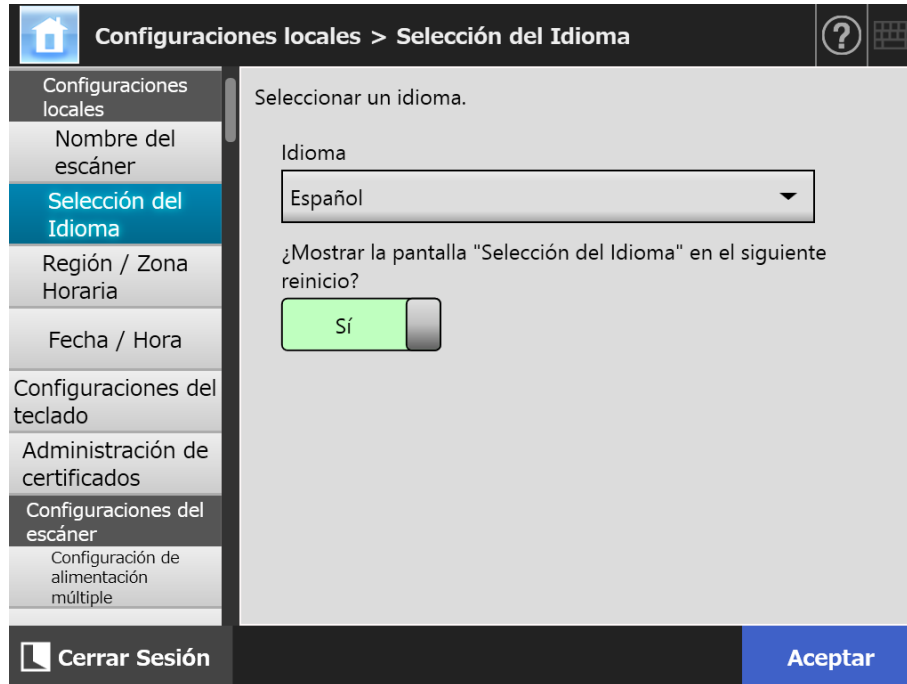 Configuraciones locales > Selección del Idioma
?
Configuraciones
locales
Nombre del
escáner
Selección del
Idioma
Región / Zona
Horaria
Fecha / Hora
Configuraciones del
teclado
Administración de
certificados
Configuraciones del
escáner
Configuración de
alimentación
múltiple
Seleccionar un idioma.
Idioma
Español
¿Mostrar la pantalla "Selección del Idioma" en el siguiente
reinicio?
Sí
Cerrar Sesión
Aceptar